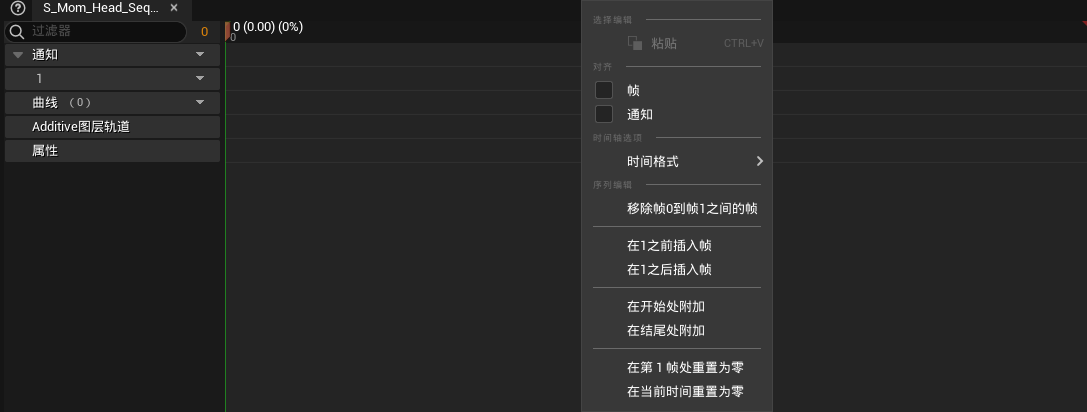 S_Mom_Head_Seq...
过滤器
0
0 (0.00) (0%)
0
通知
1
曲线 （0）
Additive图层轨道
属性
选择编辑
粘贴 CTRL+V
对齐
帧
通知
时间轴选项
时间格式
序列编辑
移除帧0到帧1之间的帧
在1之前插入帧
在1之后插入帧
在开始处附加
在结尾处附加
在第 1 帧处重置为零
在当前时间重置为零